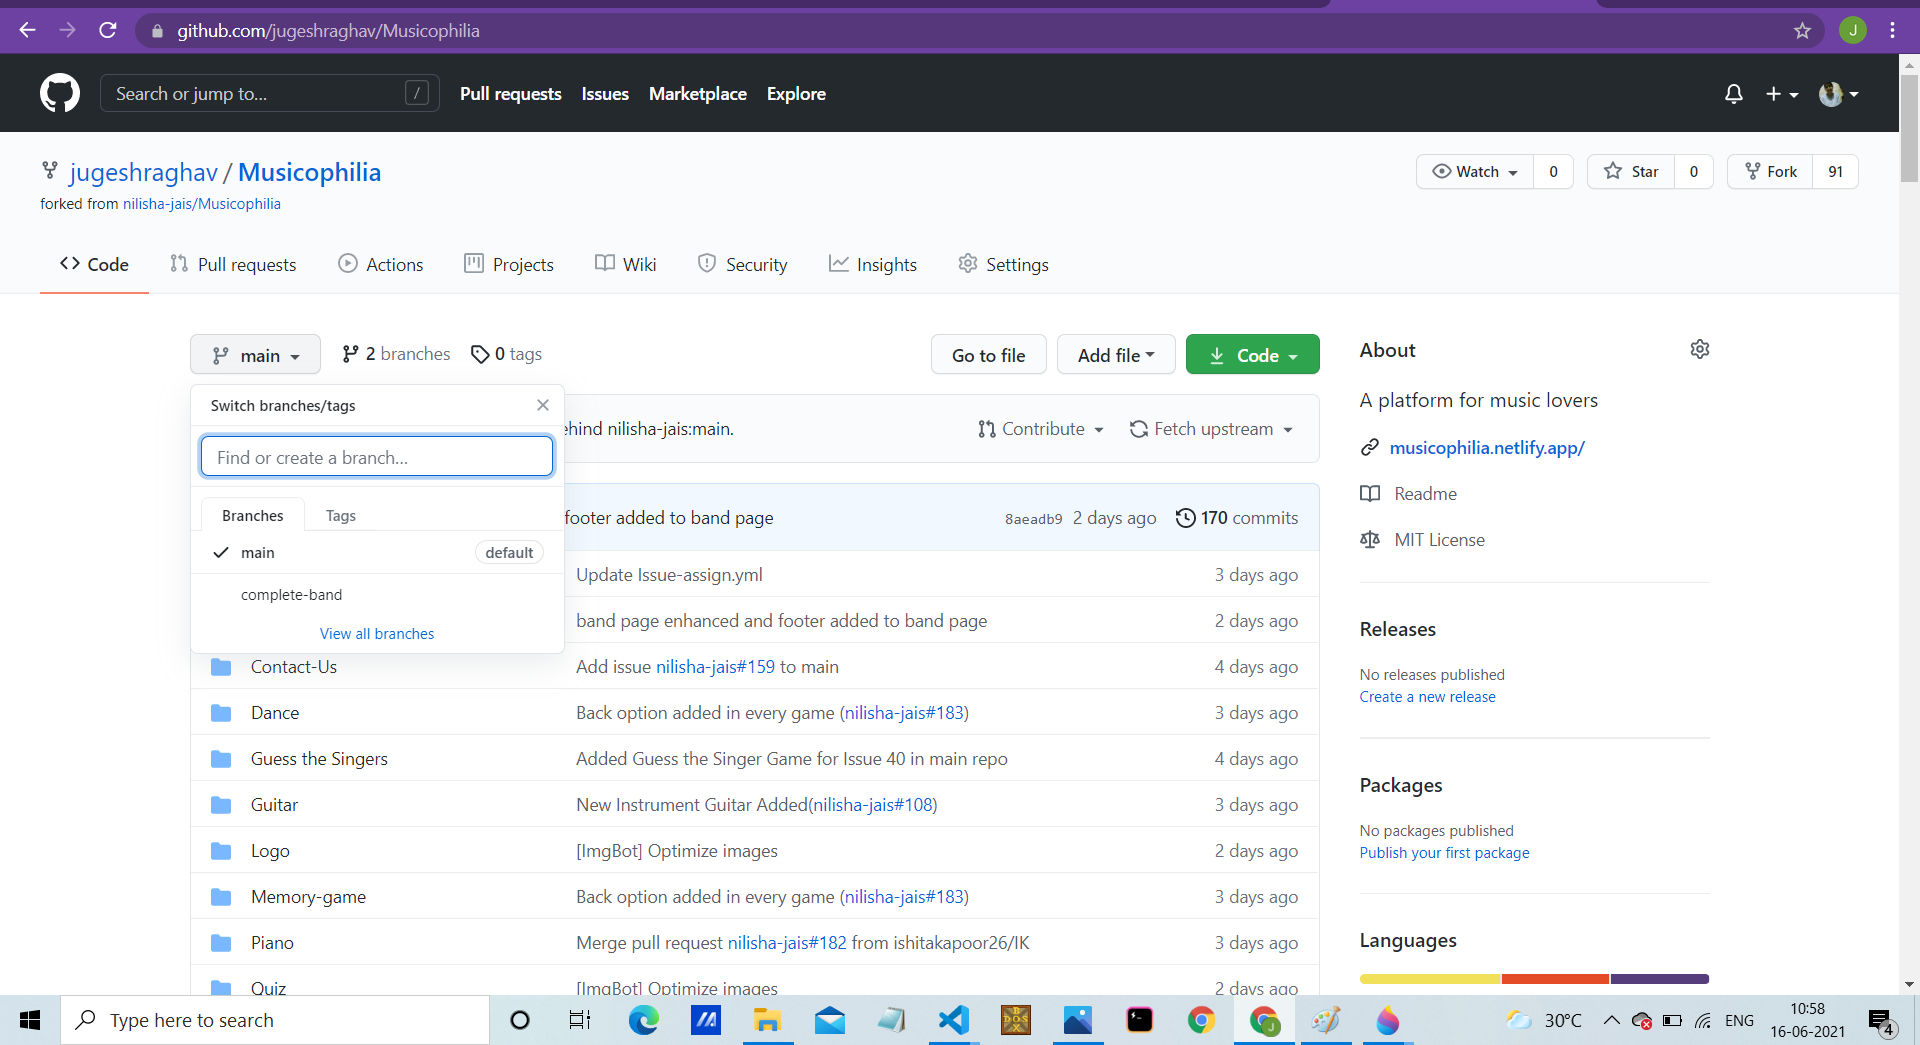 github.com/jugeshraghav/Musicophilia
J
Search or jump to... /
Pull requests Issues Marketplace Explore
jugeshraghav / Musicophilia
forked from nilisha-jais/Musicophilia
Watch 0 Star 0 Fork 91
Code Pull requests Actions Projects Wiki Security Insights Settings
main 2 branches 0 tags Go to file Add file Code
Switch branches/tags
Find or create a branch...
Branches Tags
main default
complete-band
View all branches
hind nilisha-jais:main. Contribute Fetch upstream
footer added to band page 8aeadb9 2 days ago 170 commits
Update Issue-assign.yml 3 days ago
band page enhanced and footer added to band page 2 days ago
Contact-Us Add issue nilisha-jais#159 to main 4 days ago
Dance Back option added in every game (nilisha-jais#183) 3 days ago
Guess the Singers Added Guess the Singer Game for Issue 40 in main repo 4 days ago
Guitar New Instrument Guitar Added(nilisha-jais#108) 3 days ago
Logo [ImgBot] Optimize images 2 days ago
Memory-game Back option added in every game (nilisha-jais#183) 3 days ago
Piano Merge pull request nilisha-jais#182 from ishitakapoor26/IK 3 days ago
Quiz [ImgBot] Optimize images 2 days ago
About
A platform for music lovers
musicophilia.netlify.app/
Readme
MIT License
Releases
No releases published
Create a new release
Packages
No packages published
Publish your first package
Languages
Type here to search
DOS BOX
J
30°C ENG
10:58
16-06-2021
4